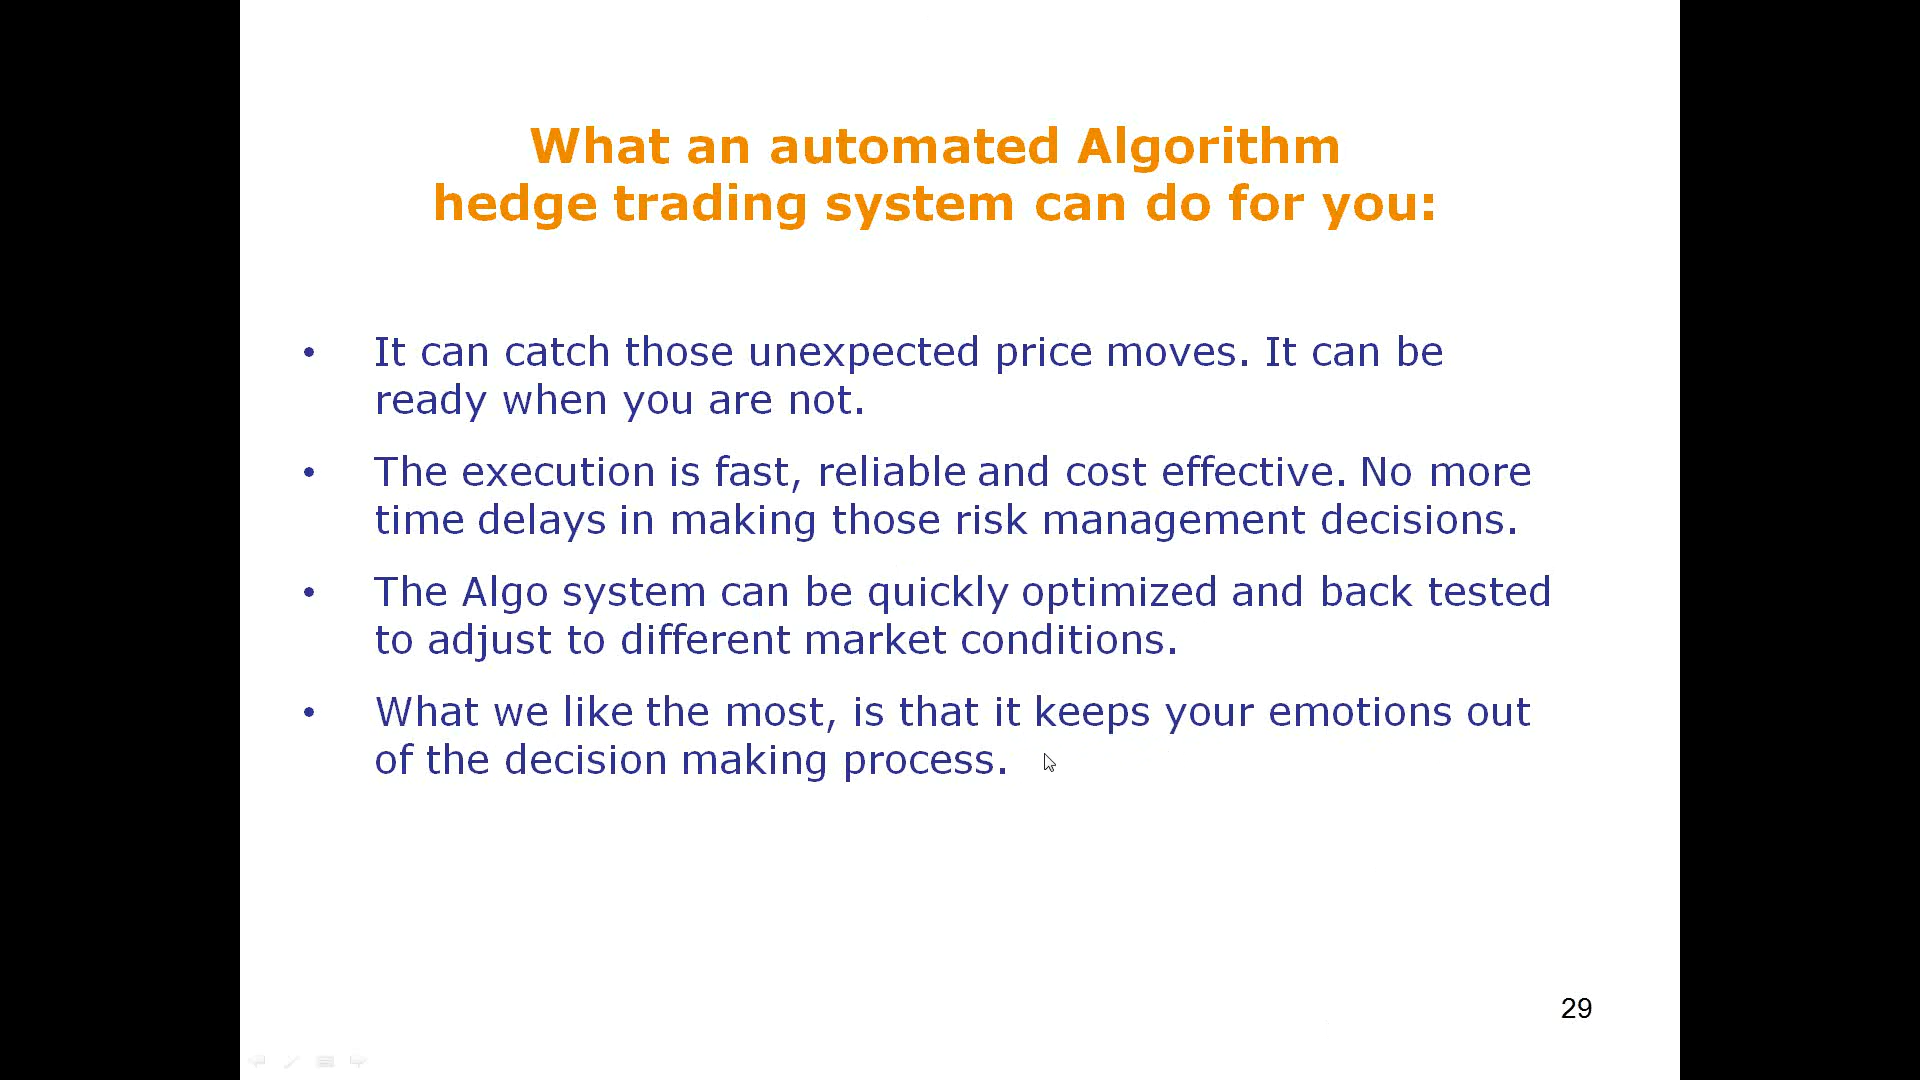 What an automated Algorithm
hedge trading system can do for you:
• It can catch those unexpected price moves. It can be
ready when you are not.
• The execution is fast, reliable and cost effective. No more
time delays in making those risk management decisions.
• The Algo system can be quickly optimized and back tested
to adjust to different market conditions.
• What we like the most, is that it keeps your emotions out
of the decision making process.
29